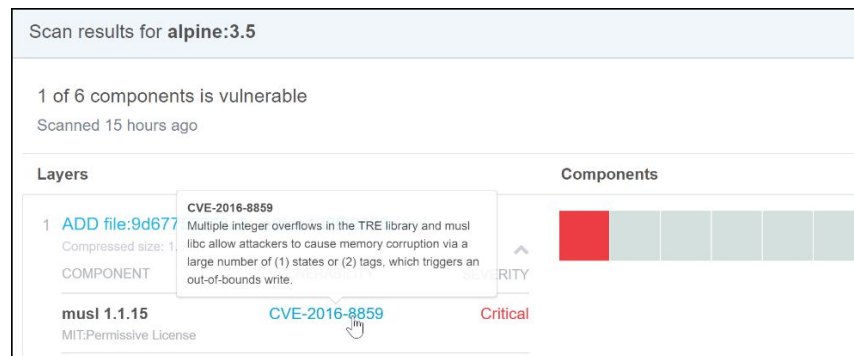 Scan results for alpine:3.5
1 of 6 components is vulnerable
Scanned 15 hours ago
Layers
Components
CVE-2016-8859
Multiple integer overflows in the TRE library and musl
libc allow attackers to cause memory corruption via a
large number of (1) states or (2) tags, which triggers an
out-of-bounds write.
1 ADD file:9d677
Compressed size: 1.
COMPONENT
musl 1.1.15
CVE-2016-8859
Critical
MIT:Permissive License